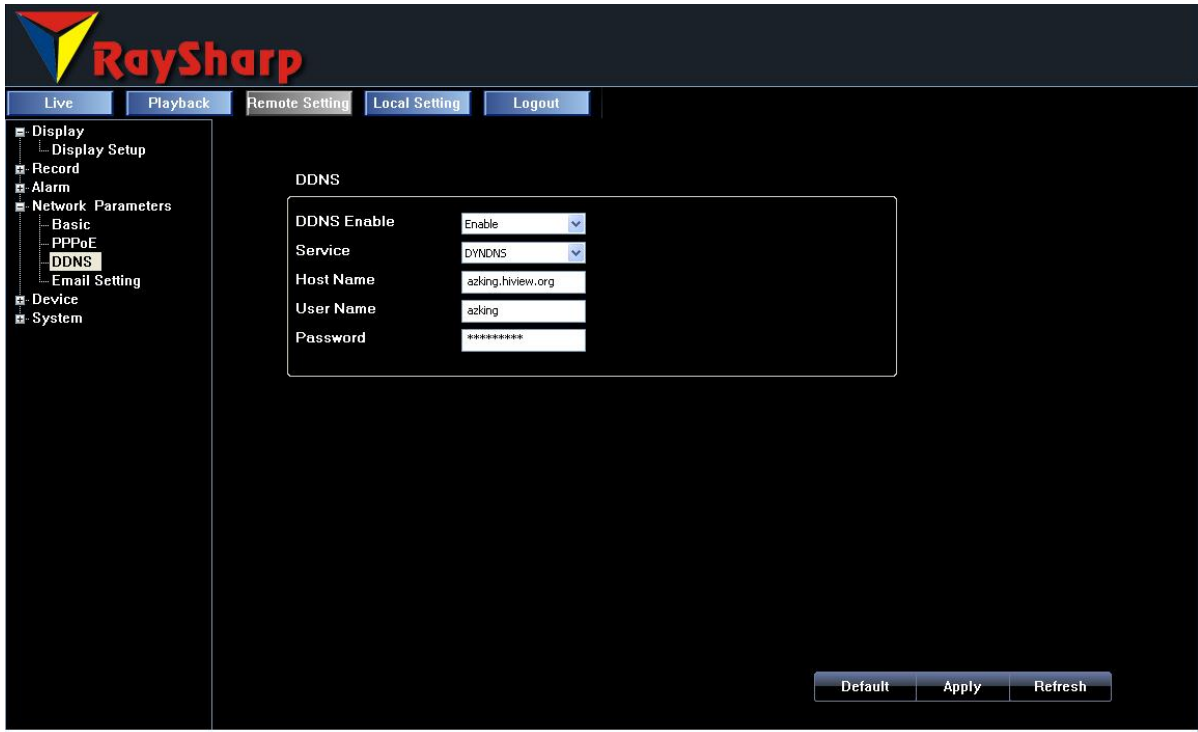 RaySharp
Live Playback Remote Setting Local Setting Logout
Display
Display Setup
Record
Alarm
Network Parameters
Basic
PPPoE
DDNS
Email Setting
Device
System
DDNS
DDNS Enable Enable
Service DYNDNS
Host Name azking.hiview.org
User Name azking
Password *********
Default Apply Refresh